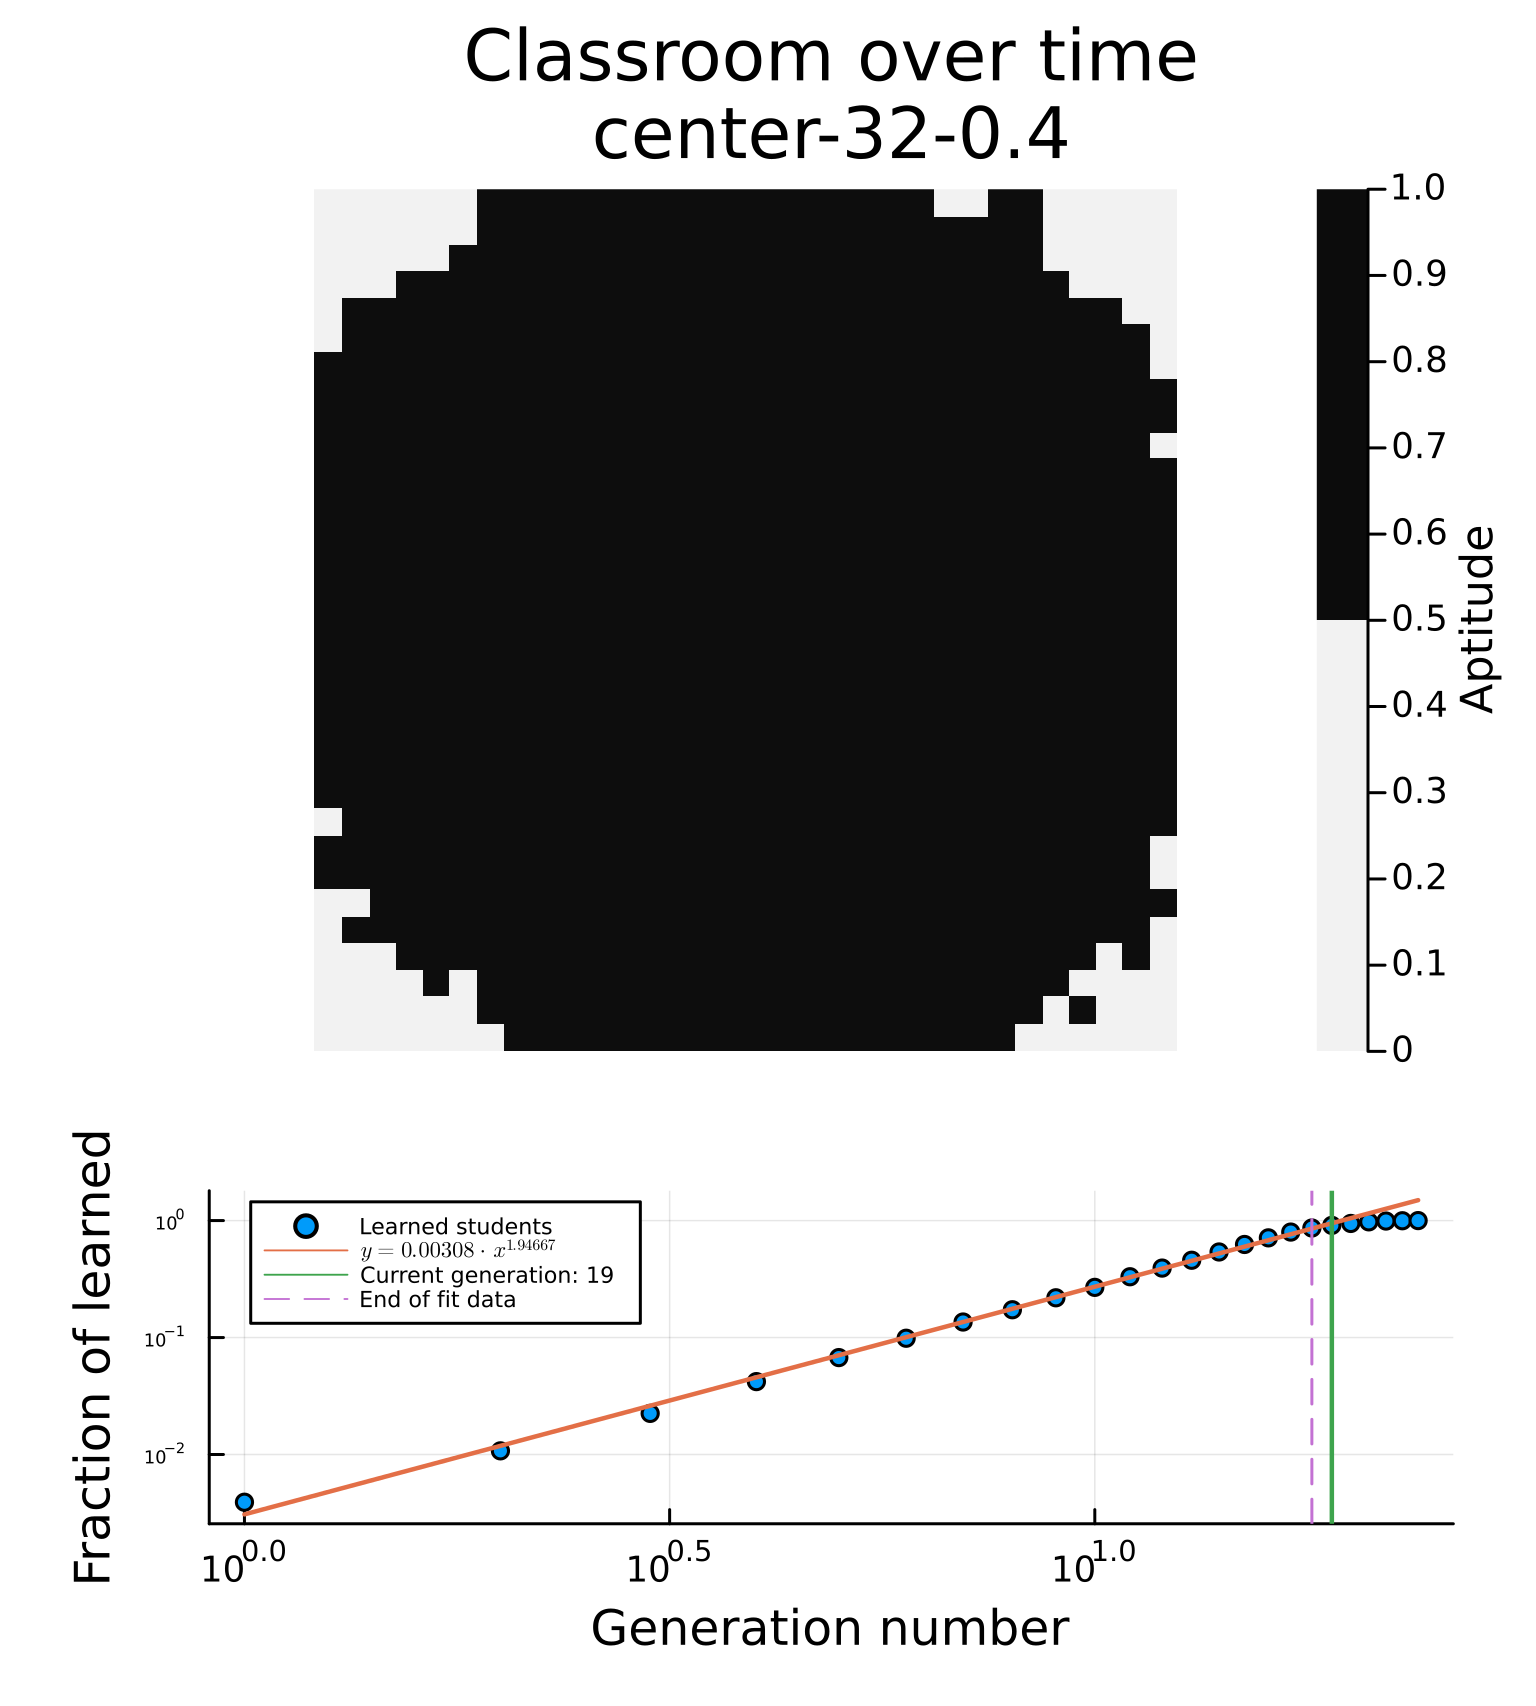 Classroom over time
center-32-0.4
1.0
0.9
0.8
0.7
0.6
0.5
0.4
0.3
0.2
0.1
0
Aptitude
Fraction of learned
10⁰
10⁻¹
10⁻²
Learned students
y = 0.00308 · x^1.94667
Current generation: 19
End of fit data
10^0.0
10^0.5
10^1.0
Generation number